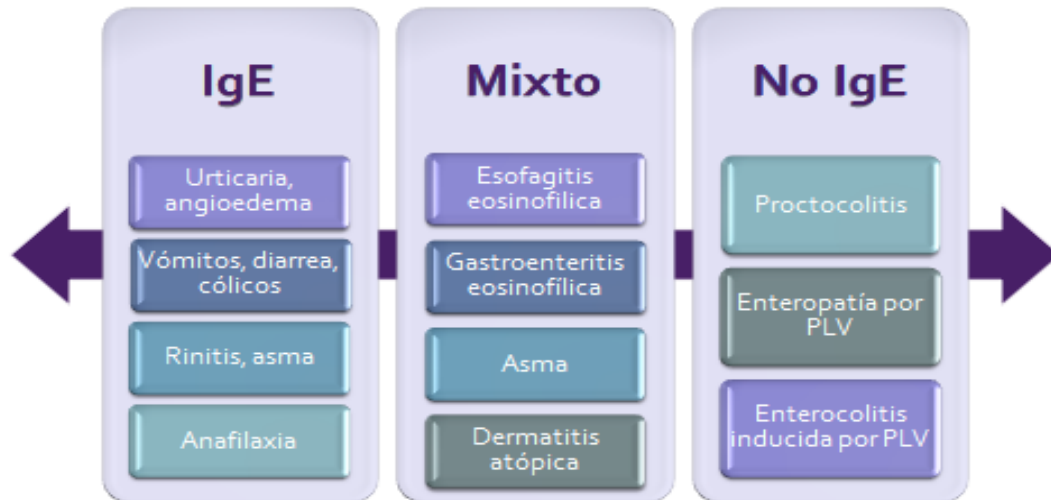 IgE
Urticaria,
angioedema
Vómitos, diarrea,
cólicos
Rinitis, asma
Anafilaxia
Mixto
Esofagitis
eosinofilica
Gastroenteritis
eosinofílica
Asma
Dermatitis
atópica
No IgE
Proctocolitis
Enteropatía por
PLV
Enterocolitis
inducida por PLV